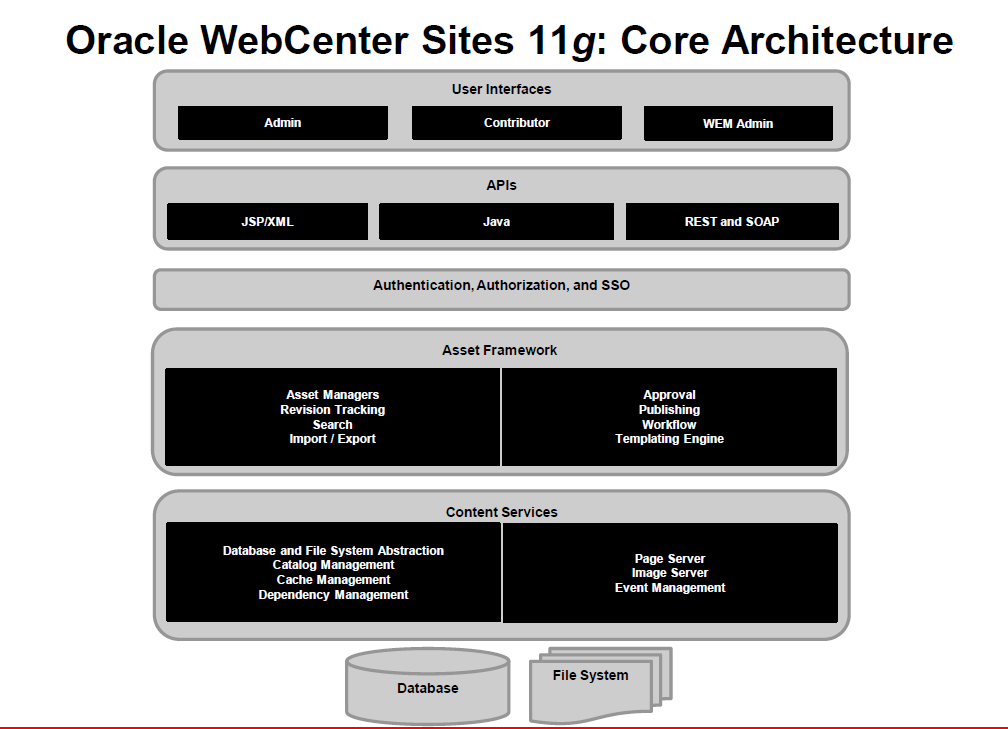 Oracle WebCenter Sites 11g: Core Architecture
User Interfaces
Admin
Contributor
WEM Admin
APIs
JSP/XML
Java
REST and SOAP
Authentication, Authorization, and SSO
Asset Framework
Asset Managers
Revision Tracking
Search
Import / Export
Approval
Publishing
Workflow
Templating Engine
Content Services
Database and File System Abstraction
Catalog Management
Cache Management
Dependency Management
Page Server
Image Server
Event Management
Database
File System